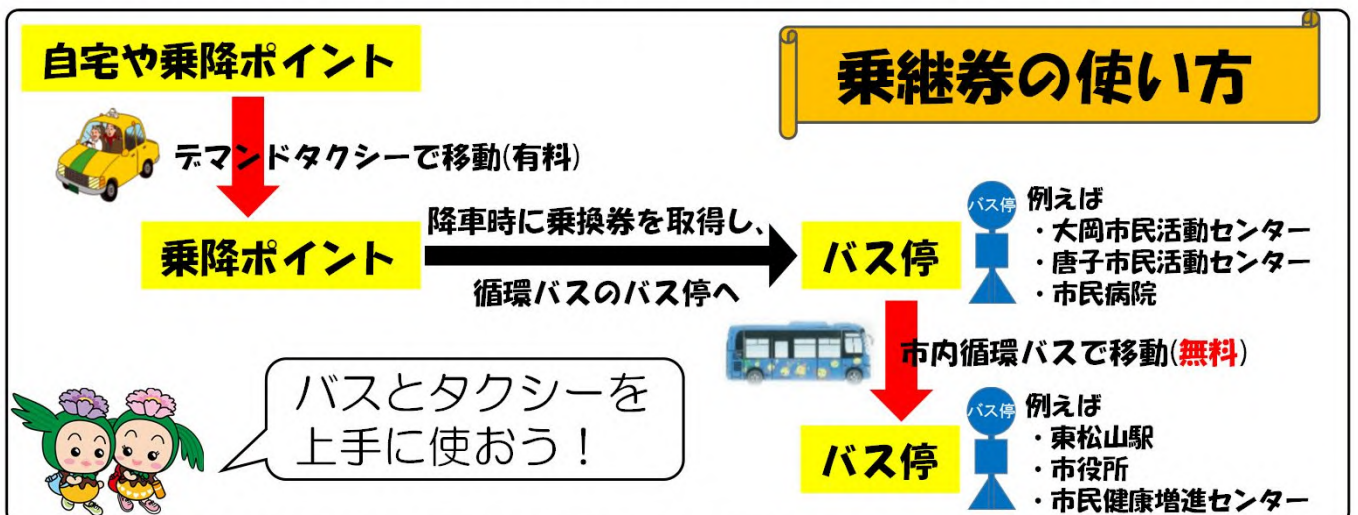 乗継券の使い方
自宅や乗降ポイント
デマンドタクシーで移動(有料)
乗降ポイント
降車時に乗換券を取得し、
循環バスのバス停へ
バス停
バス停
例えば
・大岡市民活動センター
・唐子市民活動センター
・市民病院
市内循環バスで移動(無料)
バス停
バス停
例えば
・東松山駅
・市役所
・市民健康増進センター
バスとタクシーを
上手に使おう！